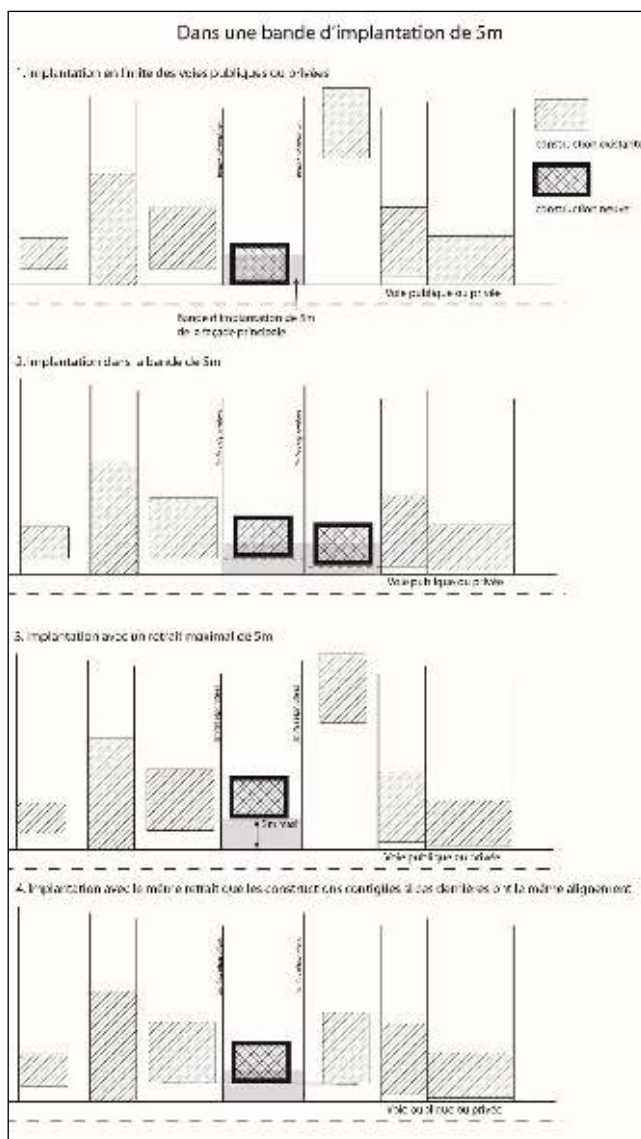 Dans une bande d'implantation de 5m
1. Implantation en limite des voies publiques ou privées
construction existante
construction neuve
Voie publique ou privée
Bande d'implantation de 5m
de la façade principale
2. Implantation dans la bande de 5m
Voie publique ou privée
3. Implantation avec un retrait maximal de 5m
5m maxi
Voie publique ou privée
4. Implantation avec le même retrait que les constructions contigües si ces dernières ont le même alignement
Voie publique ou privée